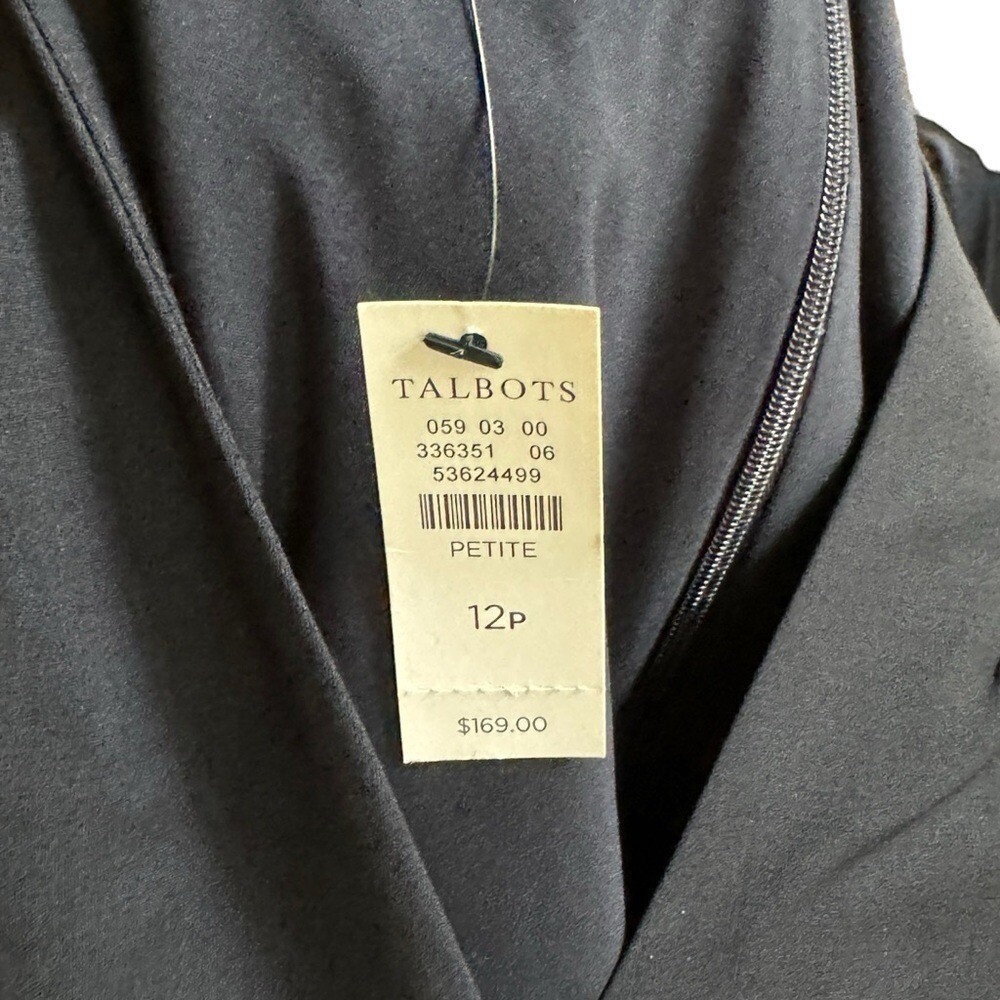 TALBOTS
059 03 00
336351 06
53624499
PETITE
12P
$169.00